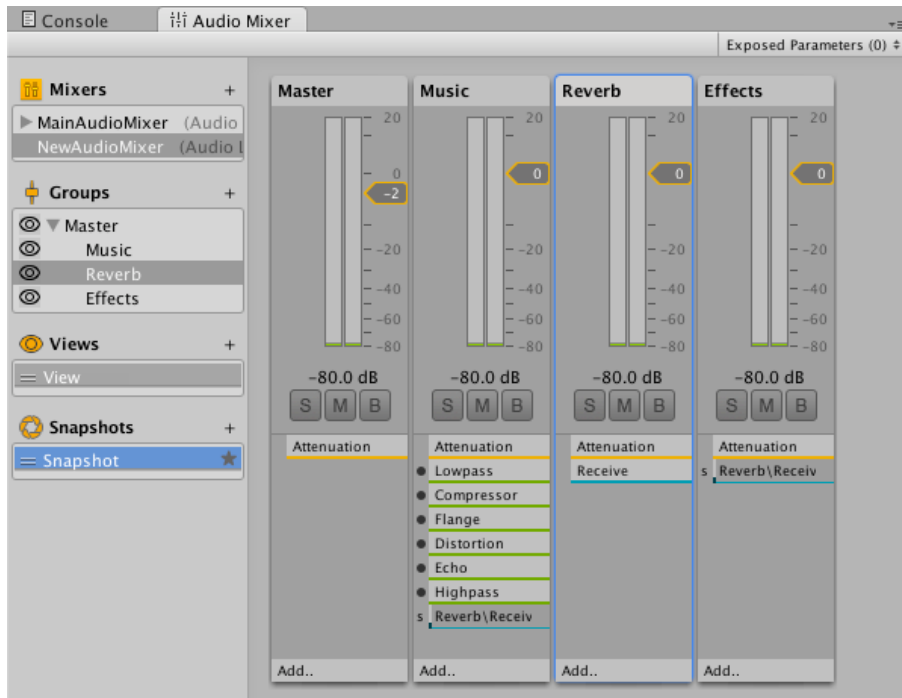 Console
Audio Mixer
Exposed Parameters (0)
Mixers +
MainAudioMixer (Audio
NewAudioMixer (Audio L
Groups +
Master
Music
Reverb
Effects
Views +
View
Snapshots +
Snapshot
Master
20
0
-2
-20
-40
-60
-80
-80.0 dB
S M B
Attenuation
Add..
Music
20
0
-20
-40
-60
-80
-80.0 dB
S M B
Attenuation
Lowpass
Compressor
Flange
Distortion
Echo
Highpass
s Reverb\Receiv
Add..
Reverb
20
0
-20
-40
-60
-80
-80.0 dB
S M B
Attenuation
Receive
Add..
Effects
20
0
-20
-40
-60
-80
-80.0 dB
S M B
Attenuation
s Reverb\Receiv
Add..